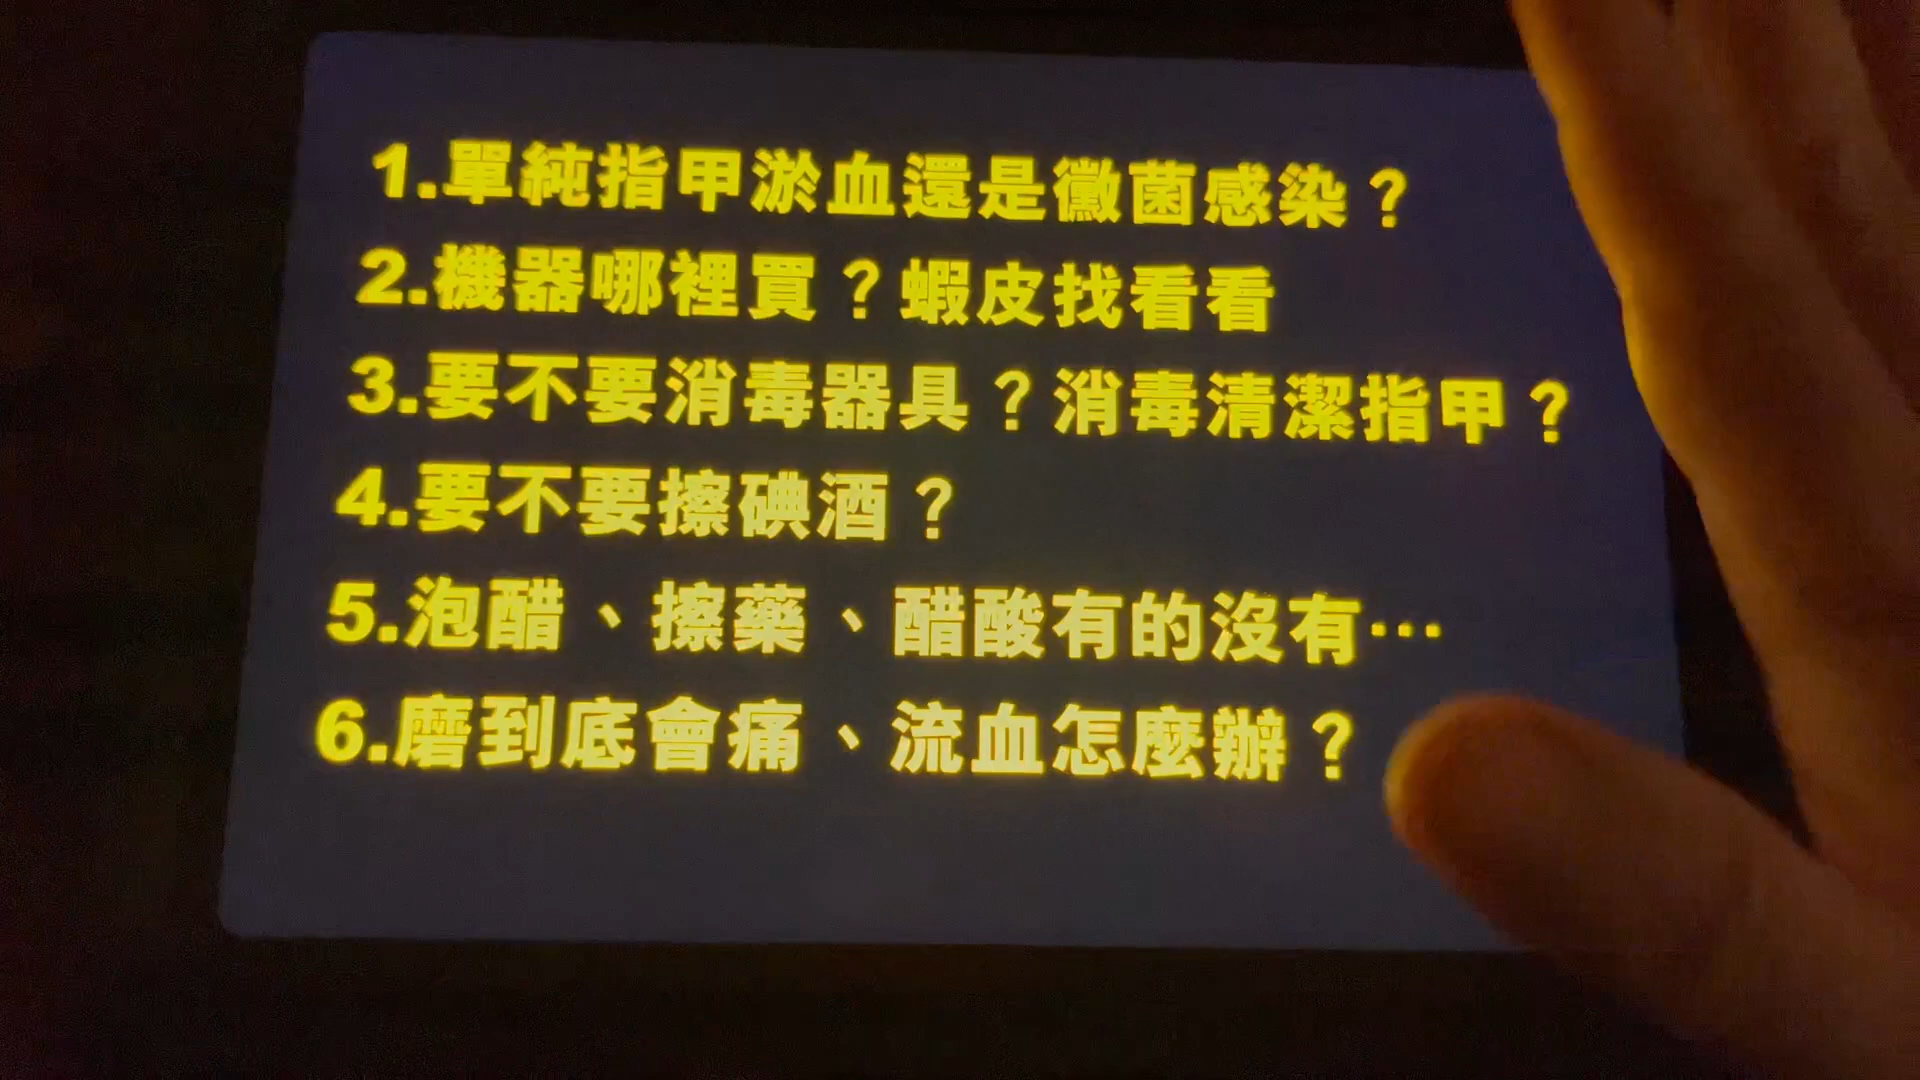 1.單純指甲淤血還是黴菌感染？
2.機器哪裡買？蝦皮找看看
3.要不要消毒器具？消毒清潔指甲？
4.要不要擦碘酒？
5.泡醋、擦藥、醋酸有的沒有…
6.磨到底會痛、流血怎麼辦？